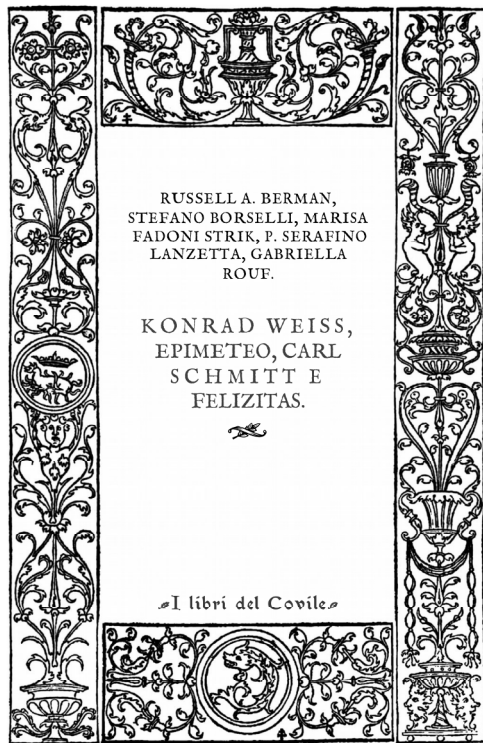 RUSSELL A. BERMAN,
STEFANO BORSELLI, MARISA
FADONI STRIK, P. SERAFINO
LANZETTA, GABRIELLA
ROUF.
KONRAD WEISS,
EPIMETEO, CARL
SCHMITT E
FELIZITAS.
I libri del Covile